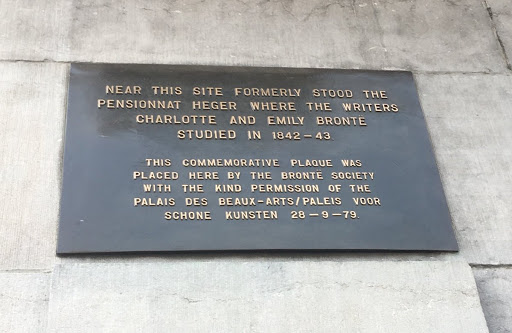 NEAR THIS SITE FORMERLY STOOD THE
PENSIONNAT HEGER WHERE THE WRITERS
CHARLOTTE AND EMILY BRONTË
STUDIED IN 1842-43.
THIS COMMEMORATIVE PLAQUE WAS
PLACED HERE BY THE BRONTË SOCIETY
WITH THE KIND PERMISSION OF THE
PALAIS DES BEAUX-ARTS/PALEIS VOOR
SCHONE KUNSTEN 28-9-79.